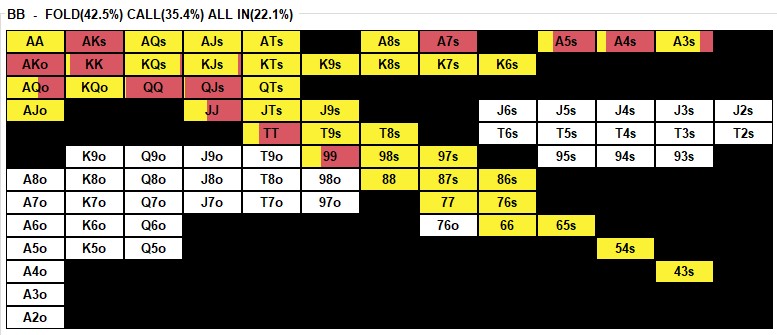 BB - FOLD(42.5%) CALL(35.4%) ALL IN(22.1%)
AA AKs AQs AJs ATs A8s A7s A5s A4s A3s
AKo KK KQs KJs KTs K9s K8s K7s K6s
AQo KQo QQ QJs QTs
AJo JJ JTs J9s J6s J5s J4s J3s J2s
TT T9s T8s T6s T5s T4s T3s T2s
K9o Q9o J9o T9o 99 98s 97s 95s 94s 93s
A8o K8o Q8o J8o T8o 98o 88 87s 86s
A7o K7o Q7o J7o T7o 97o 77 76s
A6o K6o Q6o 76o 66 65s
A5o K5o Q5o 54s
A4o 43s
A3o
A2o